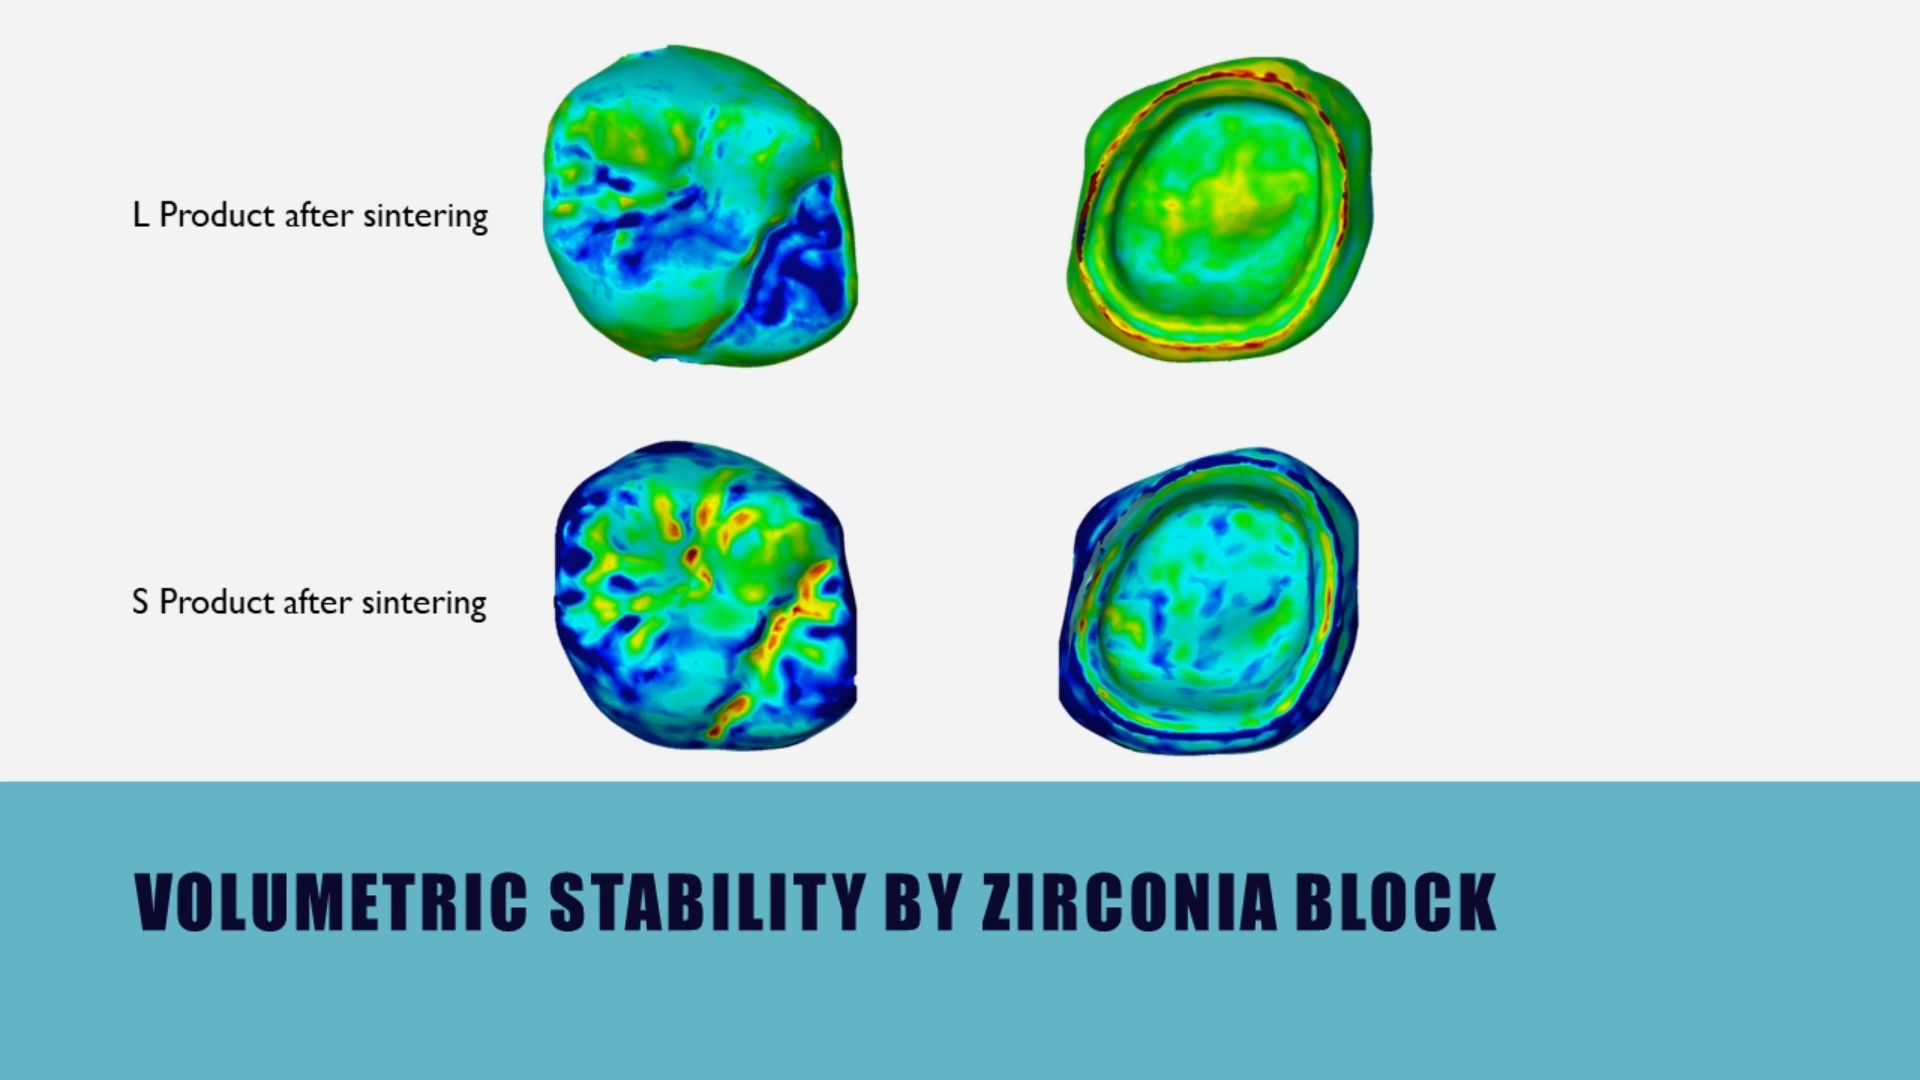 L Product after sintering
S Product after sintering
VOLUMETRIC STABILITY BY ZIRCONIA BLOCK